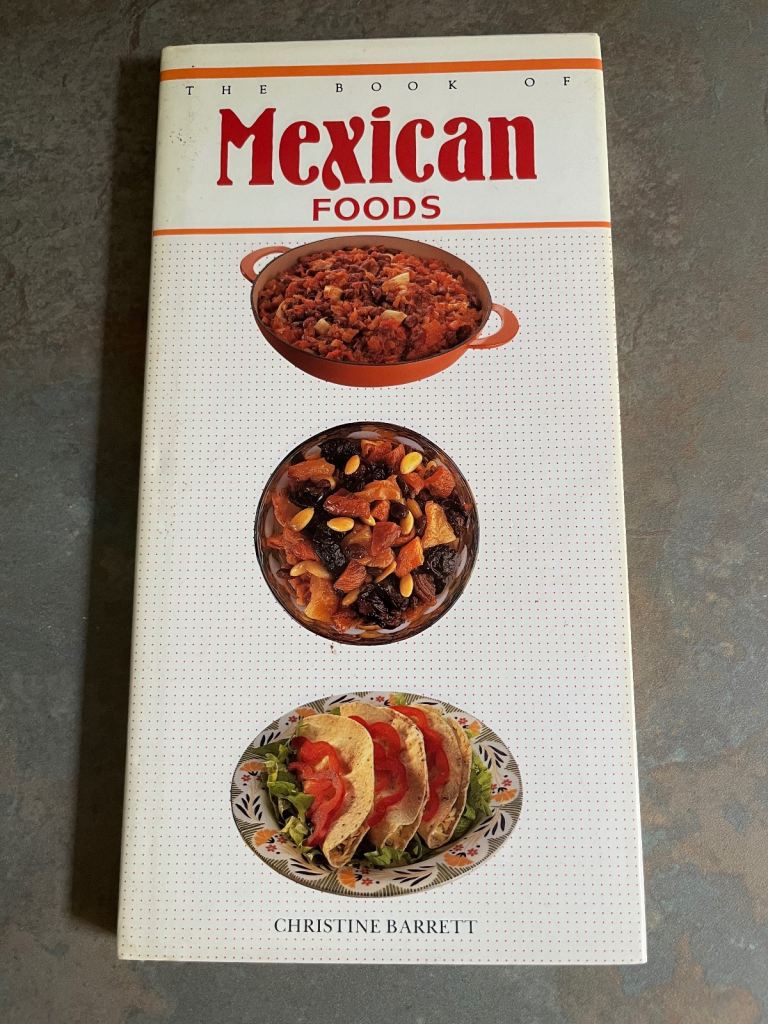 THE BOOK OF
Mexican
FOODS
CHRISTINE BARRETT